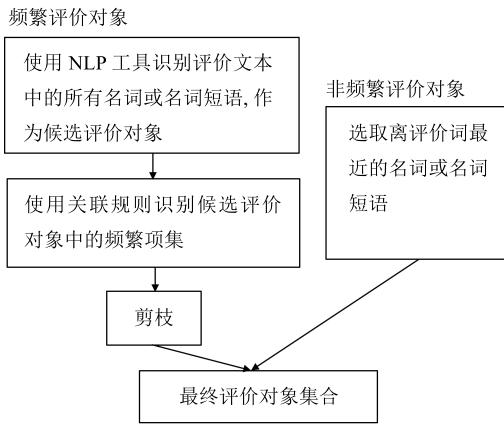 频繁评价对象
使用 NLP 工具识别评价文本
中的所有名词或名词短语, 作
为候选评价对象
使用关联规则识别候选评价
对象中的频繁项集
剪枝
非频繁评价对象
选取离评价词最
近的名词或名词
短语
最终评价对象集合